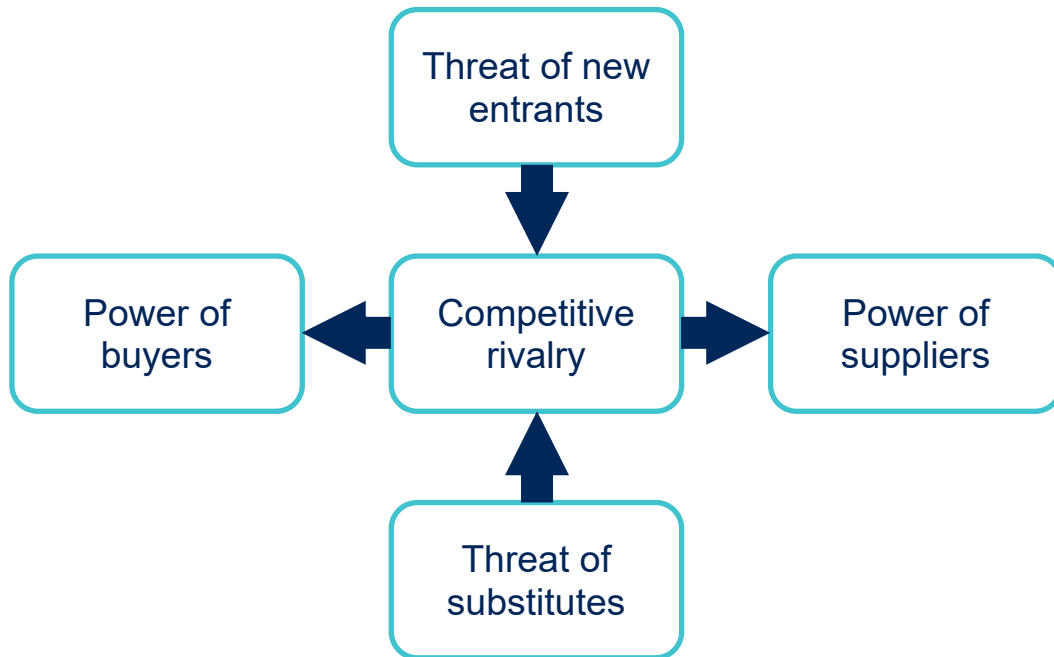 Threat of new
entrants
Power of
buyers
Competitive
rivalry
Power of
suppliers
Threat of
substitutes